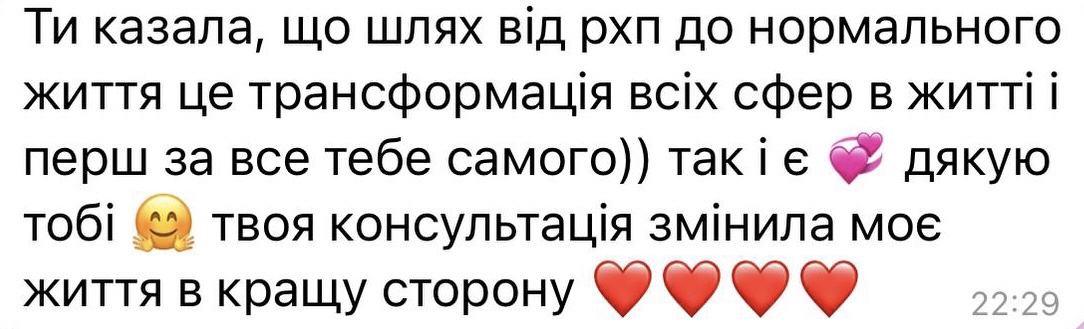 Ти казала, що шлях від рхп до нормального
життя це трансформація всіх сфер в житті і
перш за все тебе самого)) так і є 💞 дякую
тобі 🤗 твоя консультація змінила моє
життя в кращу сторону ❤️❤️❤️❤️
22:29